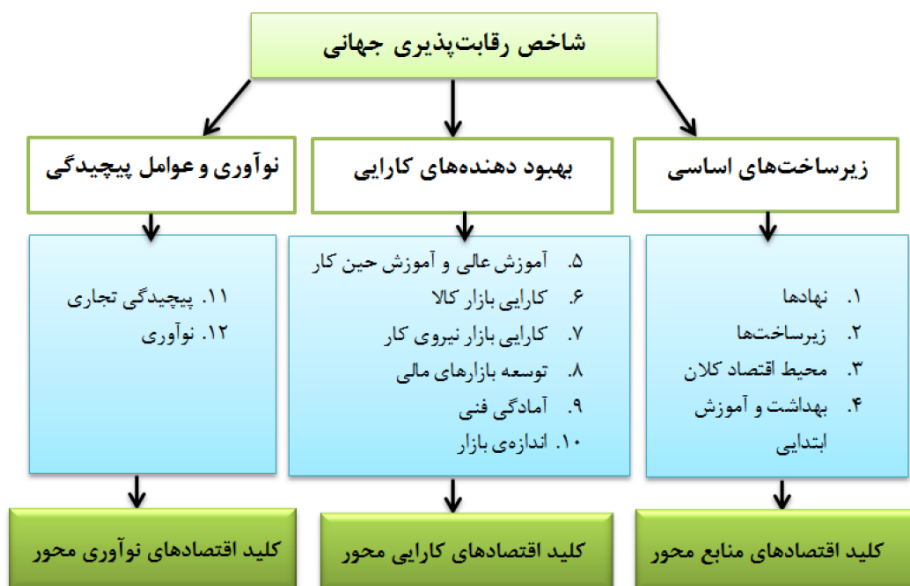 شاخص رقابت‌پذیری جهانی
زیرساخت‌های اساسی
بهبود دهنده‌های کارایی
نوآوری و عوامل پیچیدگی
۱. نهادها
۲. زیرساخت‌ها
۳. محیط اقتصاد کلان
۴. بهداشت و آموزش
ابتدایی
۵. آموزش عالی و آموزش حین کار
۶. کارایی بازار کالا
۷. کارایی بازار نیروی کار
۸. توسعه بازارهای مالی
۹. آمادگی فنی
۱۰. اندازه‌ی بازار
۱۱. پیچیدگی تجاری
۱۲. نوآوری
کلید اقتصادهای منابع محور
کلید اقتصادهای کارایی محور
کلید اقتصادهای نوآوری محور